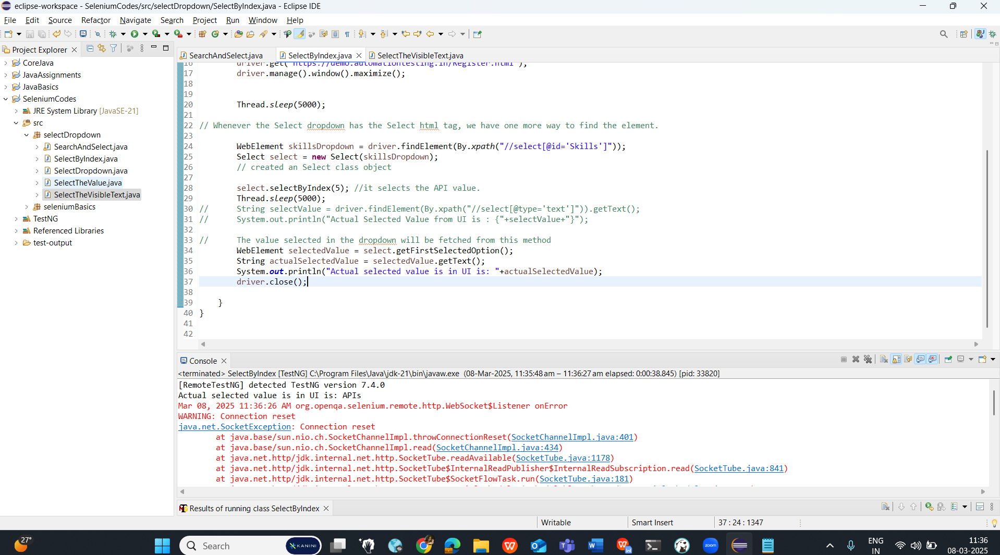 eclipse-workspace - SeleniumCodes/src/selectDropdown/SelectByIndex.java - Eclipse IDE
File Edit Source Refactor Navigate Search Project Run Window Help
Project Explorer
CoreJava
JavaAssignments
JavaBasics
SeleniumCodes
JRE System Library [JavaSE-21]
src
selectDropdown
SearchAndSelect.java
SelectByIndex.java
SelectDropdown.java
SelectTheValue.java
SelectTheVisibleText.java
seleniumBasics
TestNG
Referenced Libraries
test-output
SearchAndSelect.java SelectByIndex.java SelectTheVisibleText.java
16 driver.get("https://demo.automationtesting.in/Register.html");
17 driver.manage().window().maximize();
18
19
20 Thread.sleep(5000);
21
22 // Whenever the Select dropdown has the Select html tag, we have one more way to find the element.
23
24 WebElement skillsDropdown = driver.findElement(By.xpath("//select[@id='Skills']"));
25 Select select = new Select(skillsDropdown);
26 // created an Select class object
27
28 select.selectByIndex(5); //it selects the API value.
29 Thread.sleep(5000);
30 // String selectValue = driver.findElement(By.xpath("//select[@type='text']")).getText();
31 // System.out.println("Actual Selected Value from UI is : {"+selectValue+"}");
32
33 // The value selected in the dropdown will be fetched from this method
34 WebElement selectedValue = select.getFirstSelectedOption();
35 String actualSelectedValue = selectedValue.getText();
36 System.out.println("Actual selected value is in UI is: "+actualSelectedValue);
37 driver.close();
38
39 }
40 }
41
42
Console
<terminated> SelectByIndex [TestNG] C:\Program Files\Java\jdk-21\bin\javaw.exe (08-Mar-2025, 11:35:48 am – 11:36:27 am elapsed: 0:00:38.845) [pid: 33820]
[RemoteTestNG] detected TestNG version 7.4.0
Actual selected value is in UI is: APIs
Mar 08, 2025 11:36:26 AM org.openqa.selenium.remote.http.WebSocket$Listener onError
WARNING: Connection reset
java.net.SocketException: Connection reset
at java.base/sun.nio.ch.SocketChannelImpl.throwConnectionReset(SocketChannelImpl.java:401)
at java.base/sun.nio.ch.SocketChannelImpl.read(SocketChannelImpl.java:434)
at java.net.http/jdk.internal.net.http.SocketTube.readAvailable(SocketTube.java:1178)
at java.net.http/jdk.internal.net.http.SocketTube$InternalReadPublisher$InternalReadSubscription.read(SocketTube.java:841)
at java.net.http/jdk.internal.net.http.SocketTube$SocketFlowTask.run(SocketTube.java:181)
Results of running class SelectByIndex
Writable Smart Insert 37 : 24 : 1347
27°
Search
KANINI
zoom
ENG
IN
11:36
08-03-2025